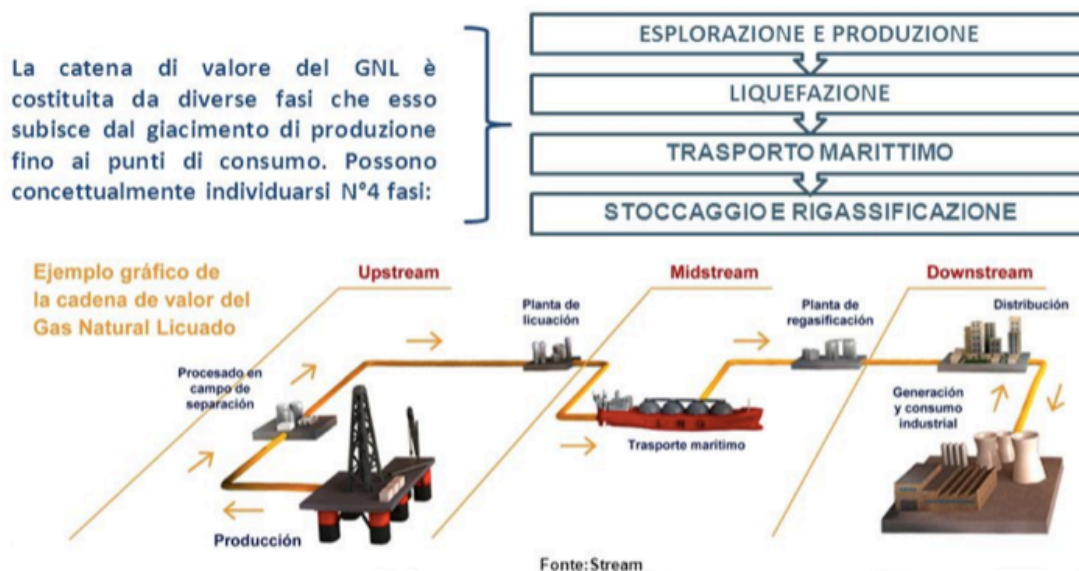 La catena di valore del GNL è
costituita da diverse fasi che esso
subisce dal giacimento di produzione
fino ai punti di consumo. Possono
concettualmente individuarsi N°4 fasi:
ESPLORAZIONE E PRODUZIONE
LIQUEFAZIONE
TRASPORTO MARITTIMO
STOCCAGGIO E RIGASSIFICAZIONE
Ejemplo gráfico de
la cadena de valor del
Gas Natural Licuado
Upstream
Midstream
Downstream
Planta de
licuación
Planta de
regasificación
Distribución
Procesado en
campo de
separación
Generación
y consumo
industrial
LNG
Trasporte marítimo
Producción
Fonte:Stream